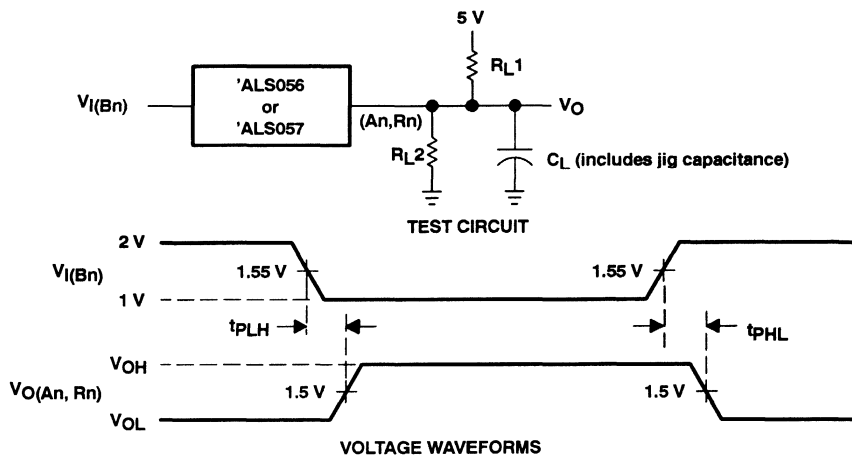 5 V
RL1
'ALS056
or
'ALS057
VI(Bn)
(An,Rn)
VO
RL2
CL (includes jig capacitance)
TEST CIRCUIT
2 V
VI(Bn)
1.55 V
1.55 V
1 V
tPLH
tPHL
VOH
VO(An, Rn)
1.5 V
1.5 V
VOL
VOLTAGE WAVEFORMS